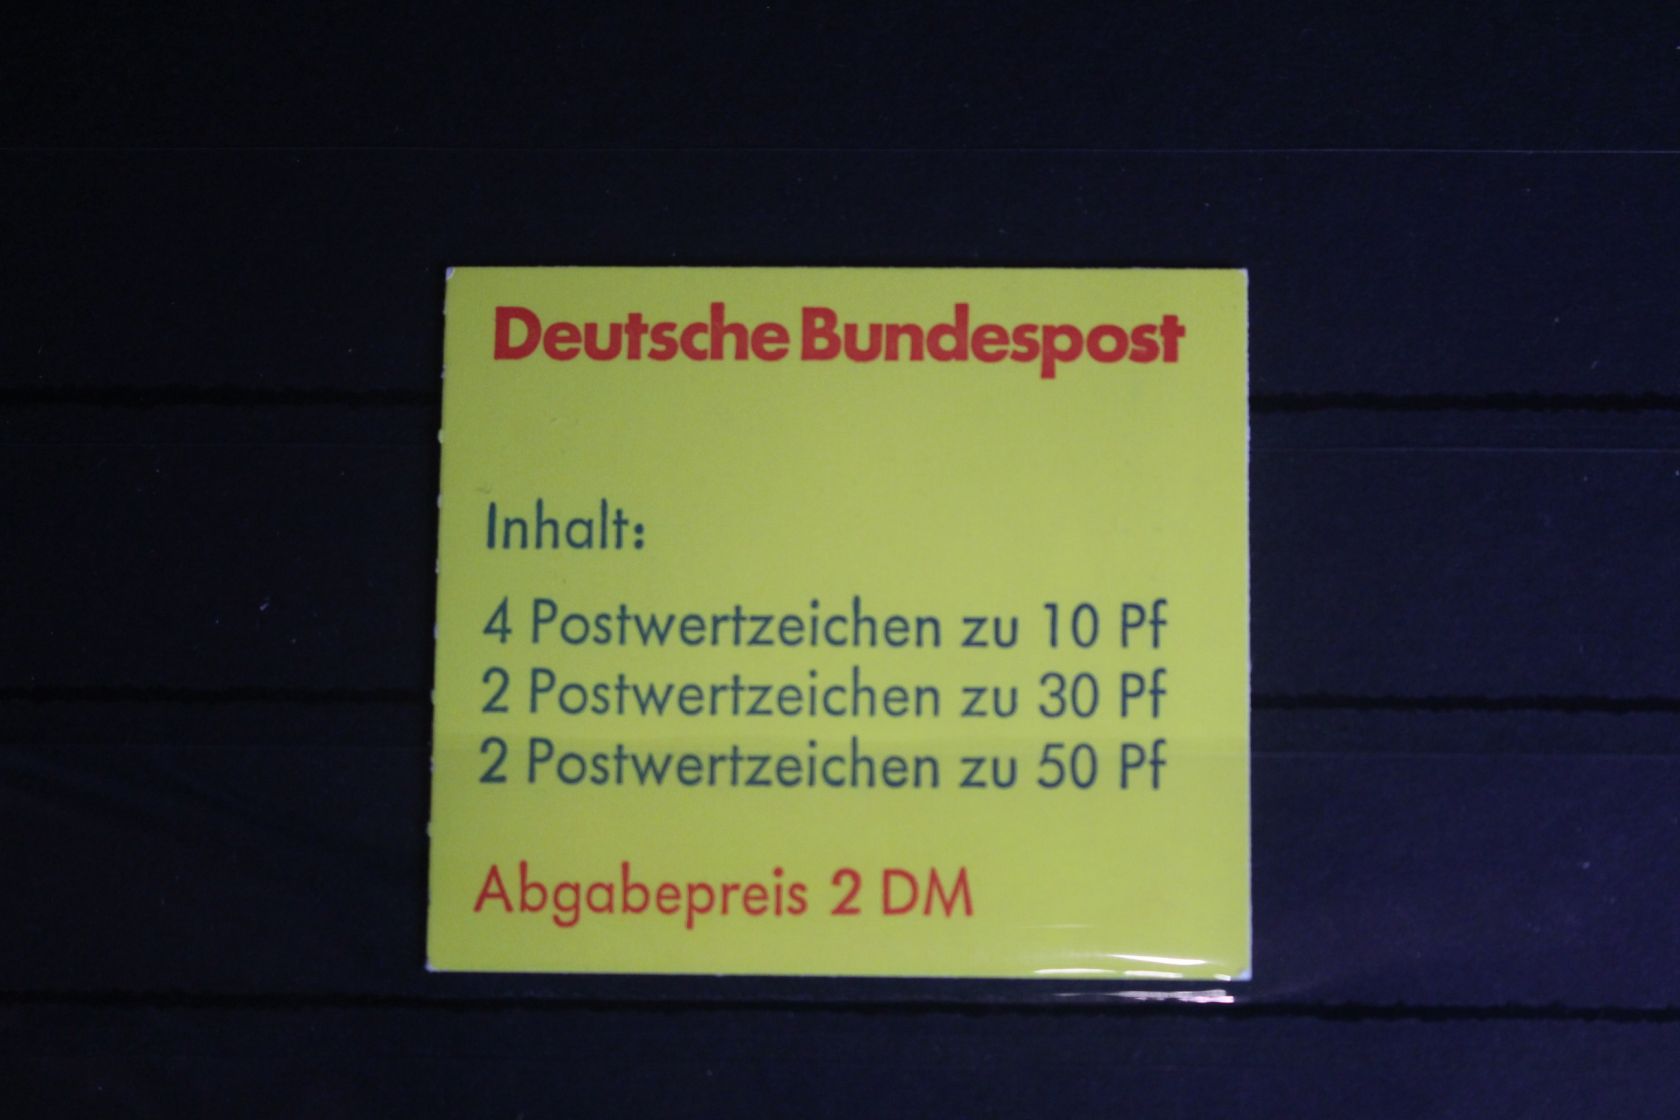 Deutsche Bundespost
Inhalt:
4 Postwertzeichen zu 10 Pf
2 Postwertzeichen zu 30 Pf
2 Postwertzeichen zu 50 Pf
Abgabepreis 2 DM